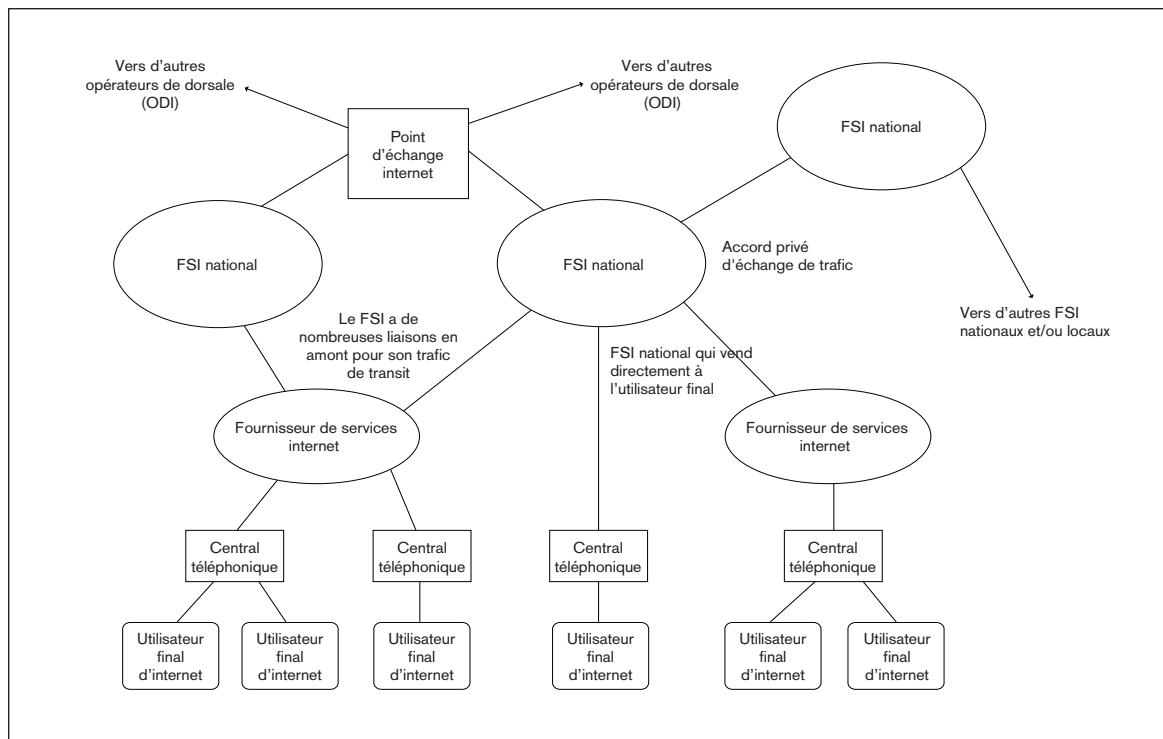 Vers d'autres
opérateurs de dorsale
(ODI)
Vers d'autres
opérateurs de dorsale
(ODI)
FSI national
Point
d'échange
internet
FSI national
FSI national
Accord privé
d'échange de trafic
Vers d'autres FSI
nationaux et/ou locaux
Le FSI a de
nombreuses liaisons en
amont pour son trafic
de transit
FSI national qui vend
directement à
l'utilisateur final
Fournisseur de services
internet
Fournisseur de services
internet
Central
téléphonique
Central
téléphonique
Central
téléphonique
Central
téléphonique
Utilisateur
final
d'internet
Utilisateur
final
d'internet
Utilisateur
final
d'internet
Utilisateur
final
d'internet
Utilisateur
final
d'internet
Utilisateur
final
d'internet